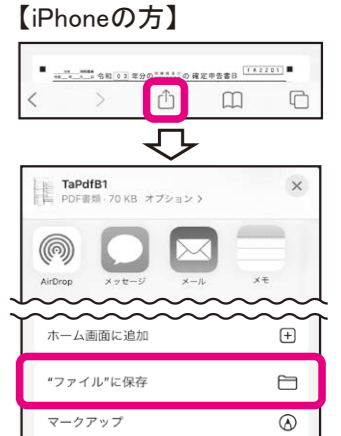 【iPhoneの方】
令和 03 年分の の 確定申告書B FA2201
TaPdfB1
PDF書類・70 KB オプション >
AirDrop メッセージ メール メモ
ホーム画面に追加
"ファイル"に保存
マークアップ